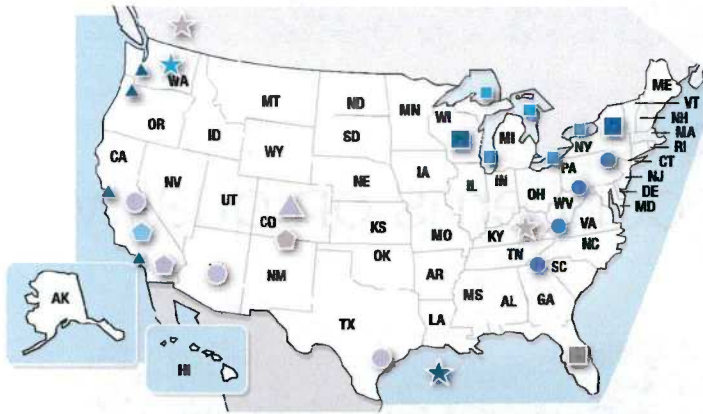 ME
WA
VT
MT
ND
MN
NH
OR
WI
MI
NY
MA
ID
SD
RI
WY
CA
IA
PA
CT
NV
NE
IL
IN
OH
NJ
UT
WV
DE
CO
MD
KS
MO
KY
VA
NC
TN
OK
NM
AR
SC
AK
MS
AL
GA
TX
LA
HI